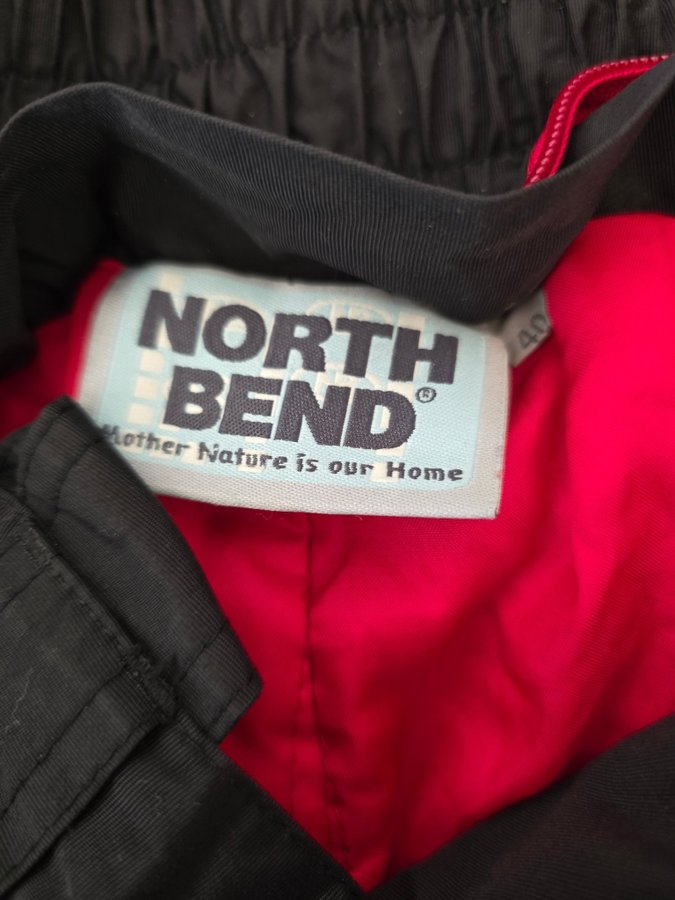 NORTH
BEND®
Mother Nature is our Home
40